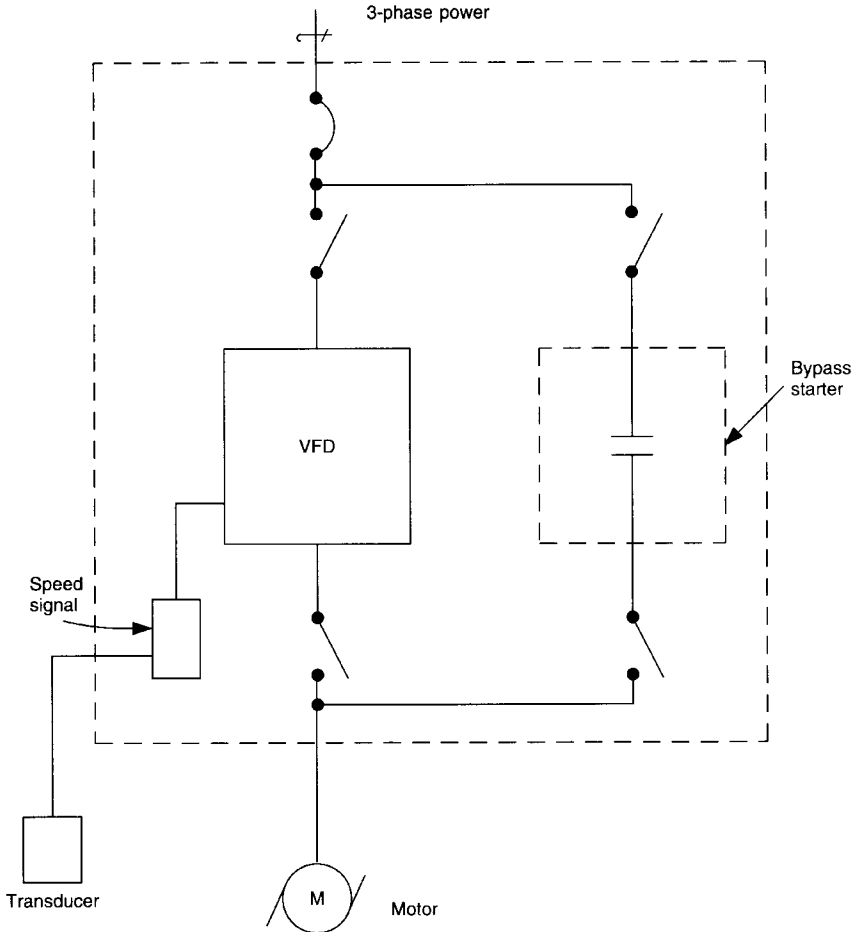 3-phase power
Bypass
starter
VFD
Speed
signal
Transducer
M
Motor